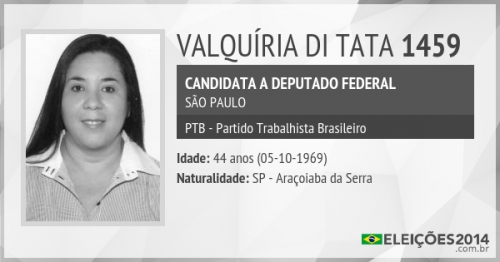 VALQUÍRIA DI TATA 1459
CANDIDATA A DEPUTADO FEDERAL
SÃO PAULO
PTB - Partido Trabalhista Brasileiro
Idade: 44 anos (05-10-1969)
Naturalidade: SP - Araçoiaba da Serra
ELEIÇÕES2014
.com.br